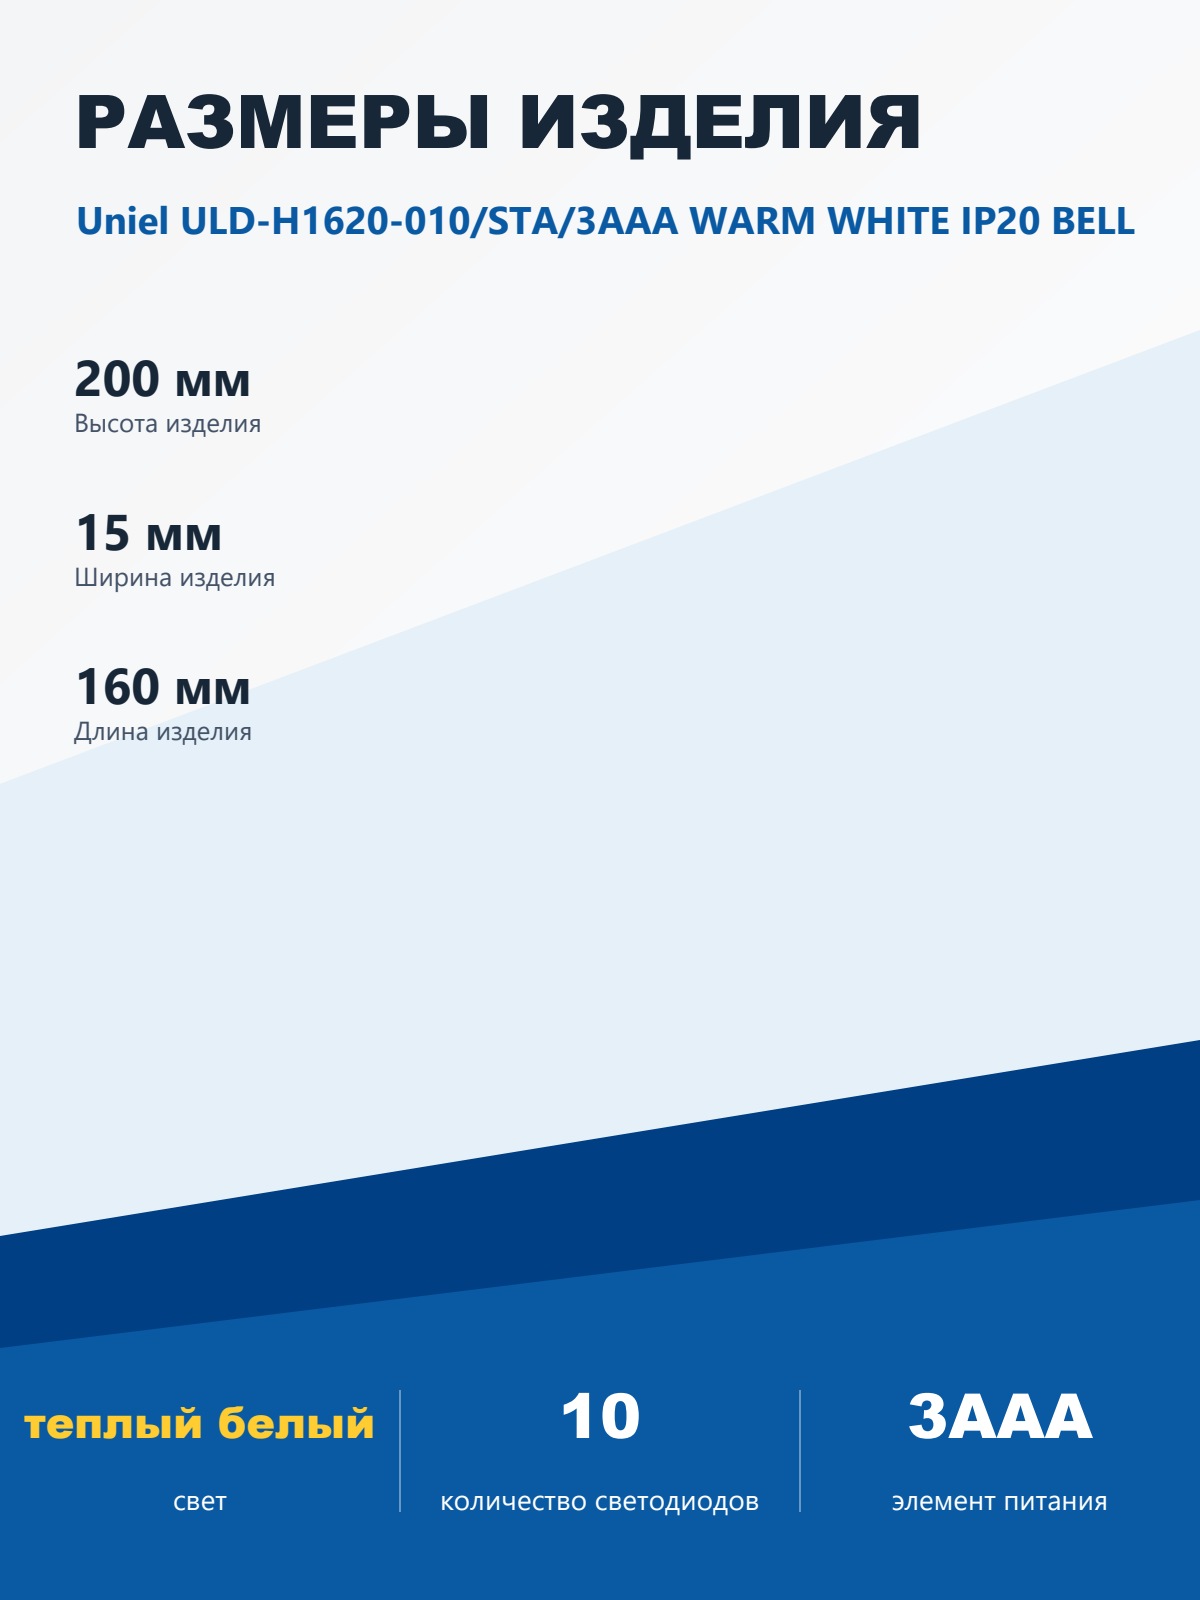 РАЗМЕРЫ ИЗДЕЛИЯ
Uniel ULD-H1620-010/STA/3AAA WARM WHITE IP20 BELL
200 мм
Высота изделия
15 мм
Ширина изделия
160 мм
Длина изделия
теплый белый
свет
10
количество светодиодов
3AAA
элемент питания